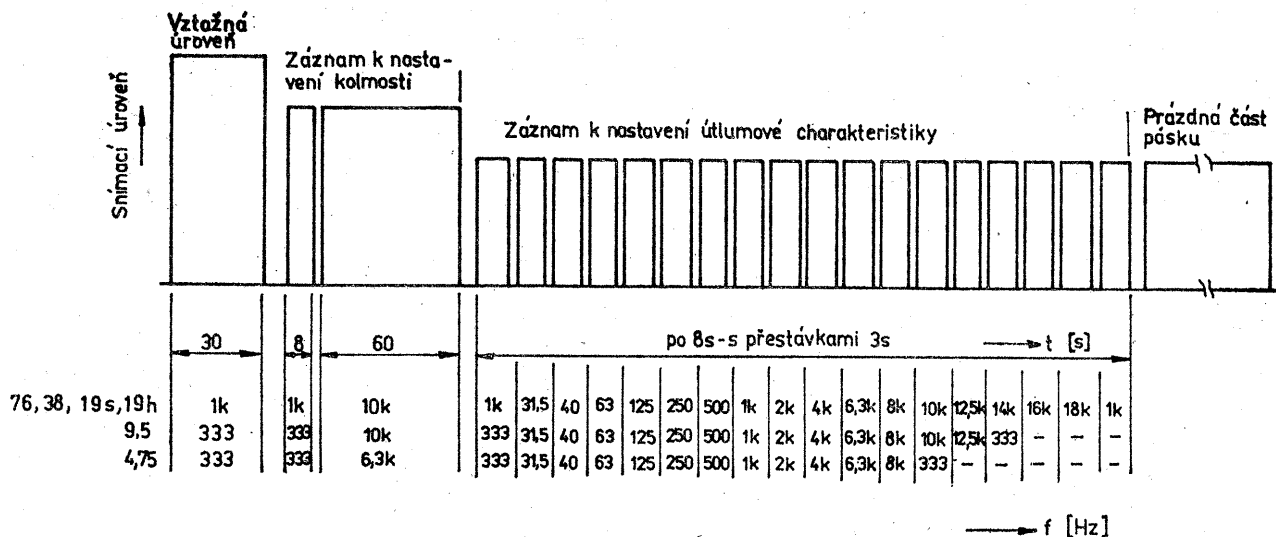 Vztažná
úroveň
Záznam k nasta-
vení kolmosti
Snímací úroveň
Záznam k nastavení útlumové charakteristiky
Prázdná část
pásku
30 8 60 po 8s-s přestávkami 3s t [s]
76, 38, 19s,19h 1k 1k 10k 1k 31,5 40 63 125 250 500 1k 2k 4k 6,3k 8k 10k 12,5k 14k 16k 18k 1k
9,5 333 333 10k 333 31,5 40 63 125 250 500 1k 2k 4k 6,3k 8k 10k 12,5k 333 – – –
4,75 333 333 6,3k 333 31,5 40 63 125 250 500 1k 2k 4k 6,3k 8k 333 – – – – –
f [Hz]